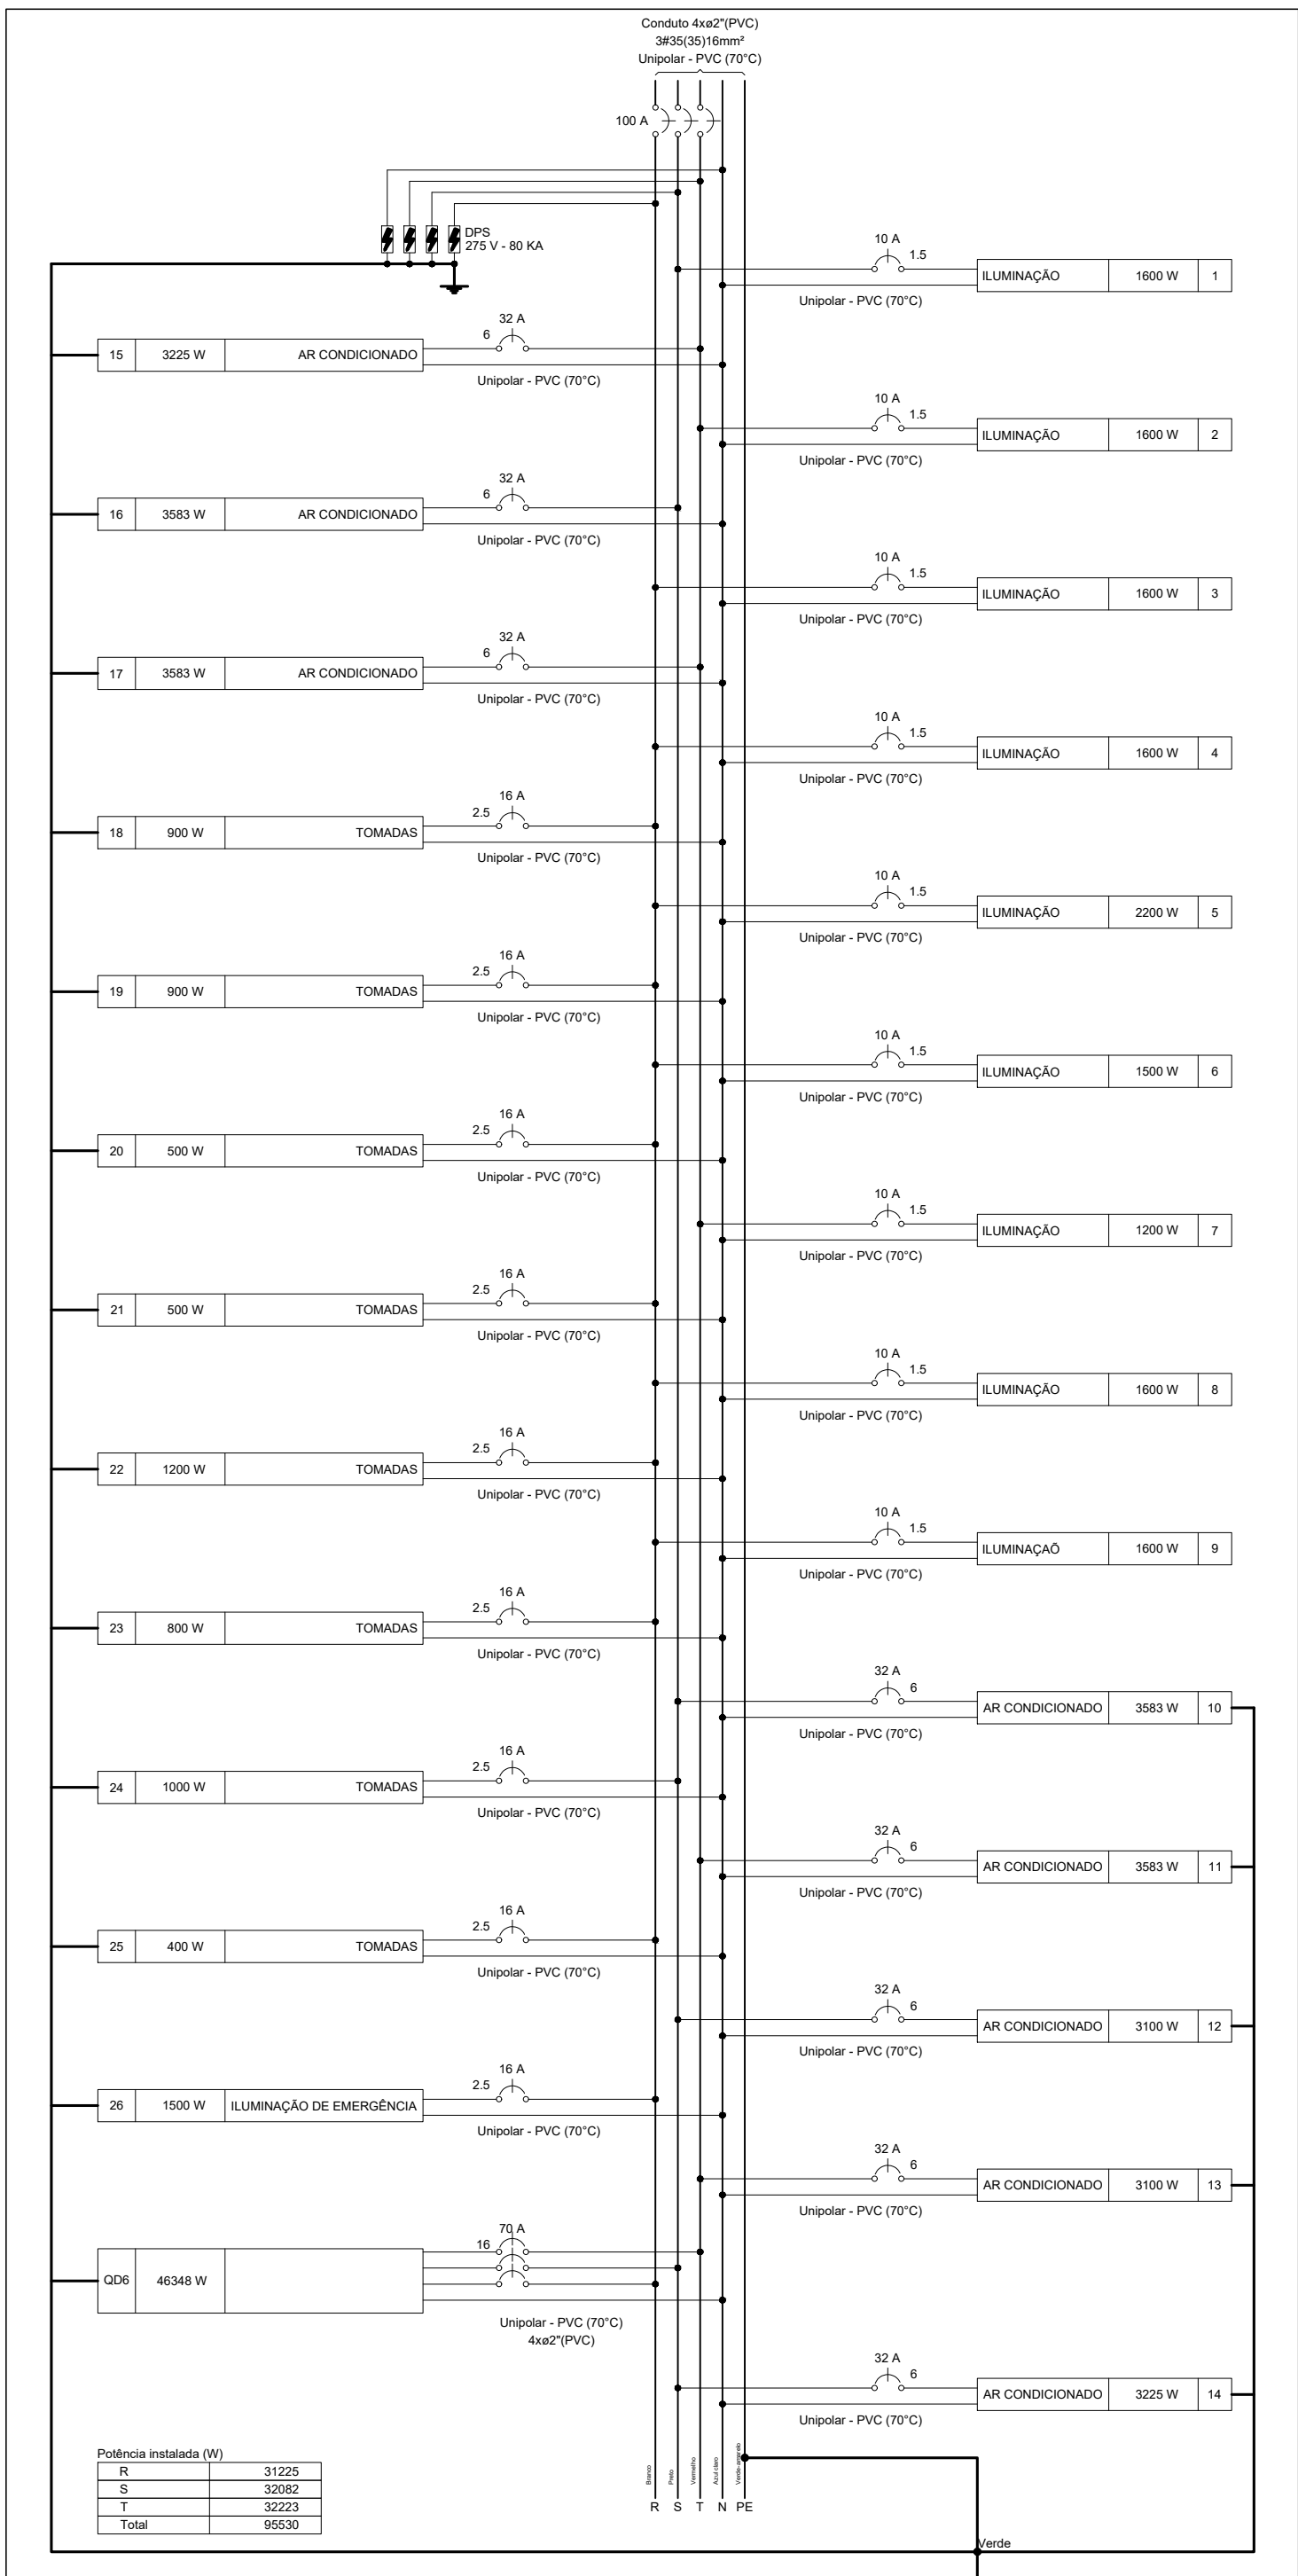 Conduto 4xø2"(PVC)
3#35(35)16mm²
Unipolar - PVC (70°C)
100 A
DPS
275 V - 80 KA
10 A
1.5
ILUMINAÇÃO 1600 W 1
Unipolar - PVC (70°C)
32 A
6
15 3225 W AR CONDICIONADO
Unipolar - PVC (70°C)
10 A
1.5
ILUMINAÇÃO 1600 W 2
Unipolar - PVC (70°C)
32 A
6
16 3583 W AR CONDICIONADO
Unipolar - PVC (70°C)
10 A
1.5
ILUMINAÇÃO 1600 W 3
Unipolar - PVC (70°C)
32 A
6
17 3583 W AR CONDICIONADO
Unipolar - PVC (70°C)
10 A
1.5
ILUMINAÇÃO 1600 W 4
Unipolar - PVC (70°C)
16 A
2.5
18 900 W TOMADAS
Unipolar - PVC (70°C)
10 A
1.5
ILUMINAÇÃO 2200 W 5
Unipolar - PVC (70°C)
16 A
2.5
19 900 W TOMADAS
Unipolar - PVC (70°C)
10 A
1.5
ILUMINAÇÃO 1500 W 6
Unipolar - PVC (70°C)
16 A
2.5
20 500 W TOMADAS
Unipolar - PVC (70°C)
10 A
1.5
ILUMINAÇÃO 1200 W 7
Unipolar - PVC (70°C)
16 A
2.5
21 500 W TOMADAS
Unipolar - PVC (70°C)
10 A
1.5
ILUMINAÇÃO 1600 W 8
Unipolar - PVC (70°C)
16 A
2.5
22 1200 W TOMADAS
Unipolar - PVC (70°C)
10 A
1.5
ILUMINAÇAÕ 1600 W 9
Unipolar - PVC (70°C)
16 A
2.5
23 800 W TOMADAS
Unipolar - PVC (70°C)
32 A
6
AR CONDICIONADO 3583 W 10
Unipolar - PVC (70°C)
16 A
2.5
24 1000 W TOMADAS
Unipolar - PVC (70°C)
32 A
6
AR CONDICIONADO 3583 W 11
Unipolar - PVC (70°C)
16 A
2.5
25 400 W TOMADAS
Unipolar - PVC (70°C)
32 A
6
AR CONDICIONADO 3100 W 12
Unipolar - PVC (70°C)
16 A
2.5
26 1500 W ILUMINAÇÃO DE EMERGÊNCIA
Unipolar - PVC (70°C)
32 A
6
AR CONDICIONADO 3100 W 13
Unipolar - PVC (70°C)
70 A
16
QD6 46348 W
Unipolar - PVC (70°C)
4xø2"(PVC)
32 A
6
AR CONDICIONADO 3225 W 14
Unipolar - PVC (70°C)
Potência instalada (W)
R 31225
S 32082
T 32223
Total 95530
Branco
Preto
Vermelho
Azul claro
Verde-amarelo
R S T N PE
Verde